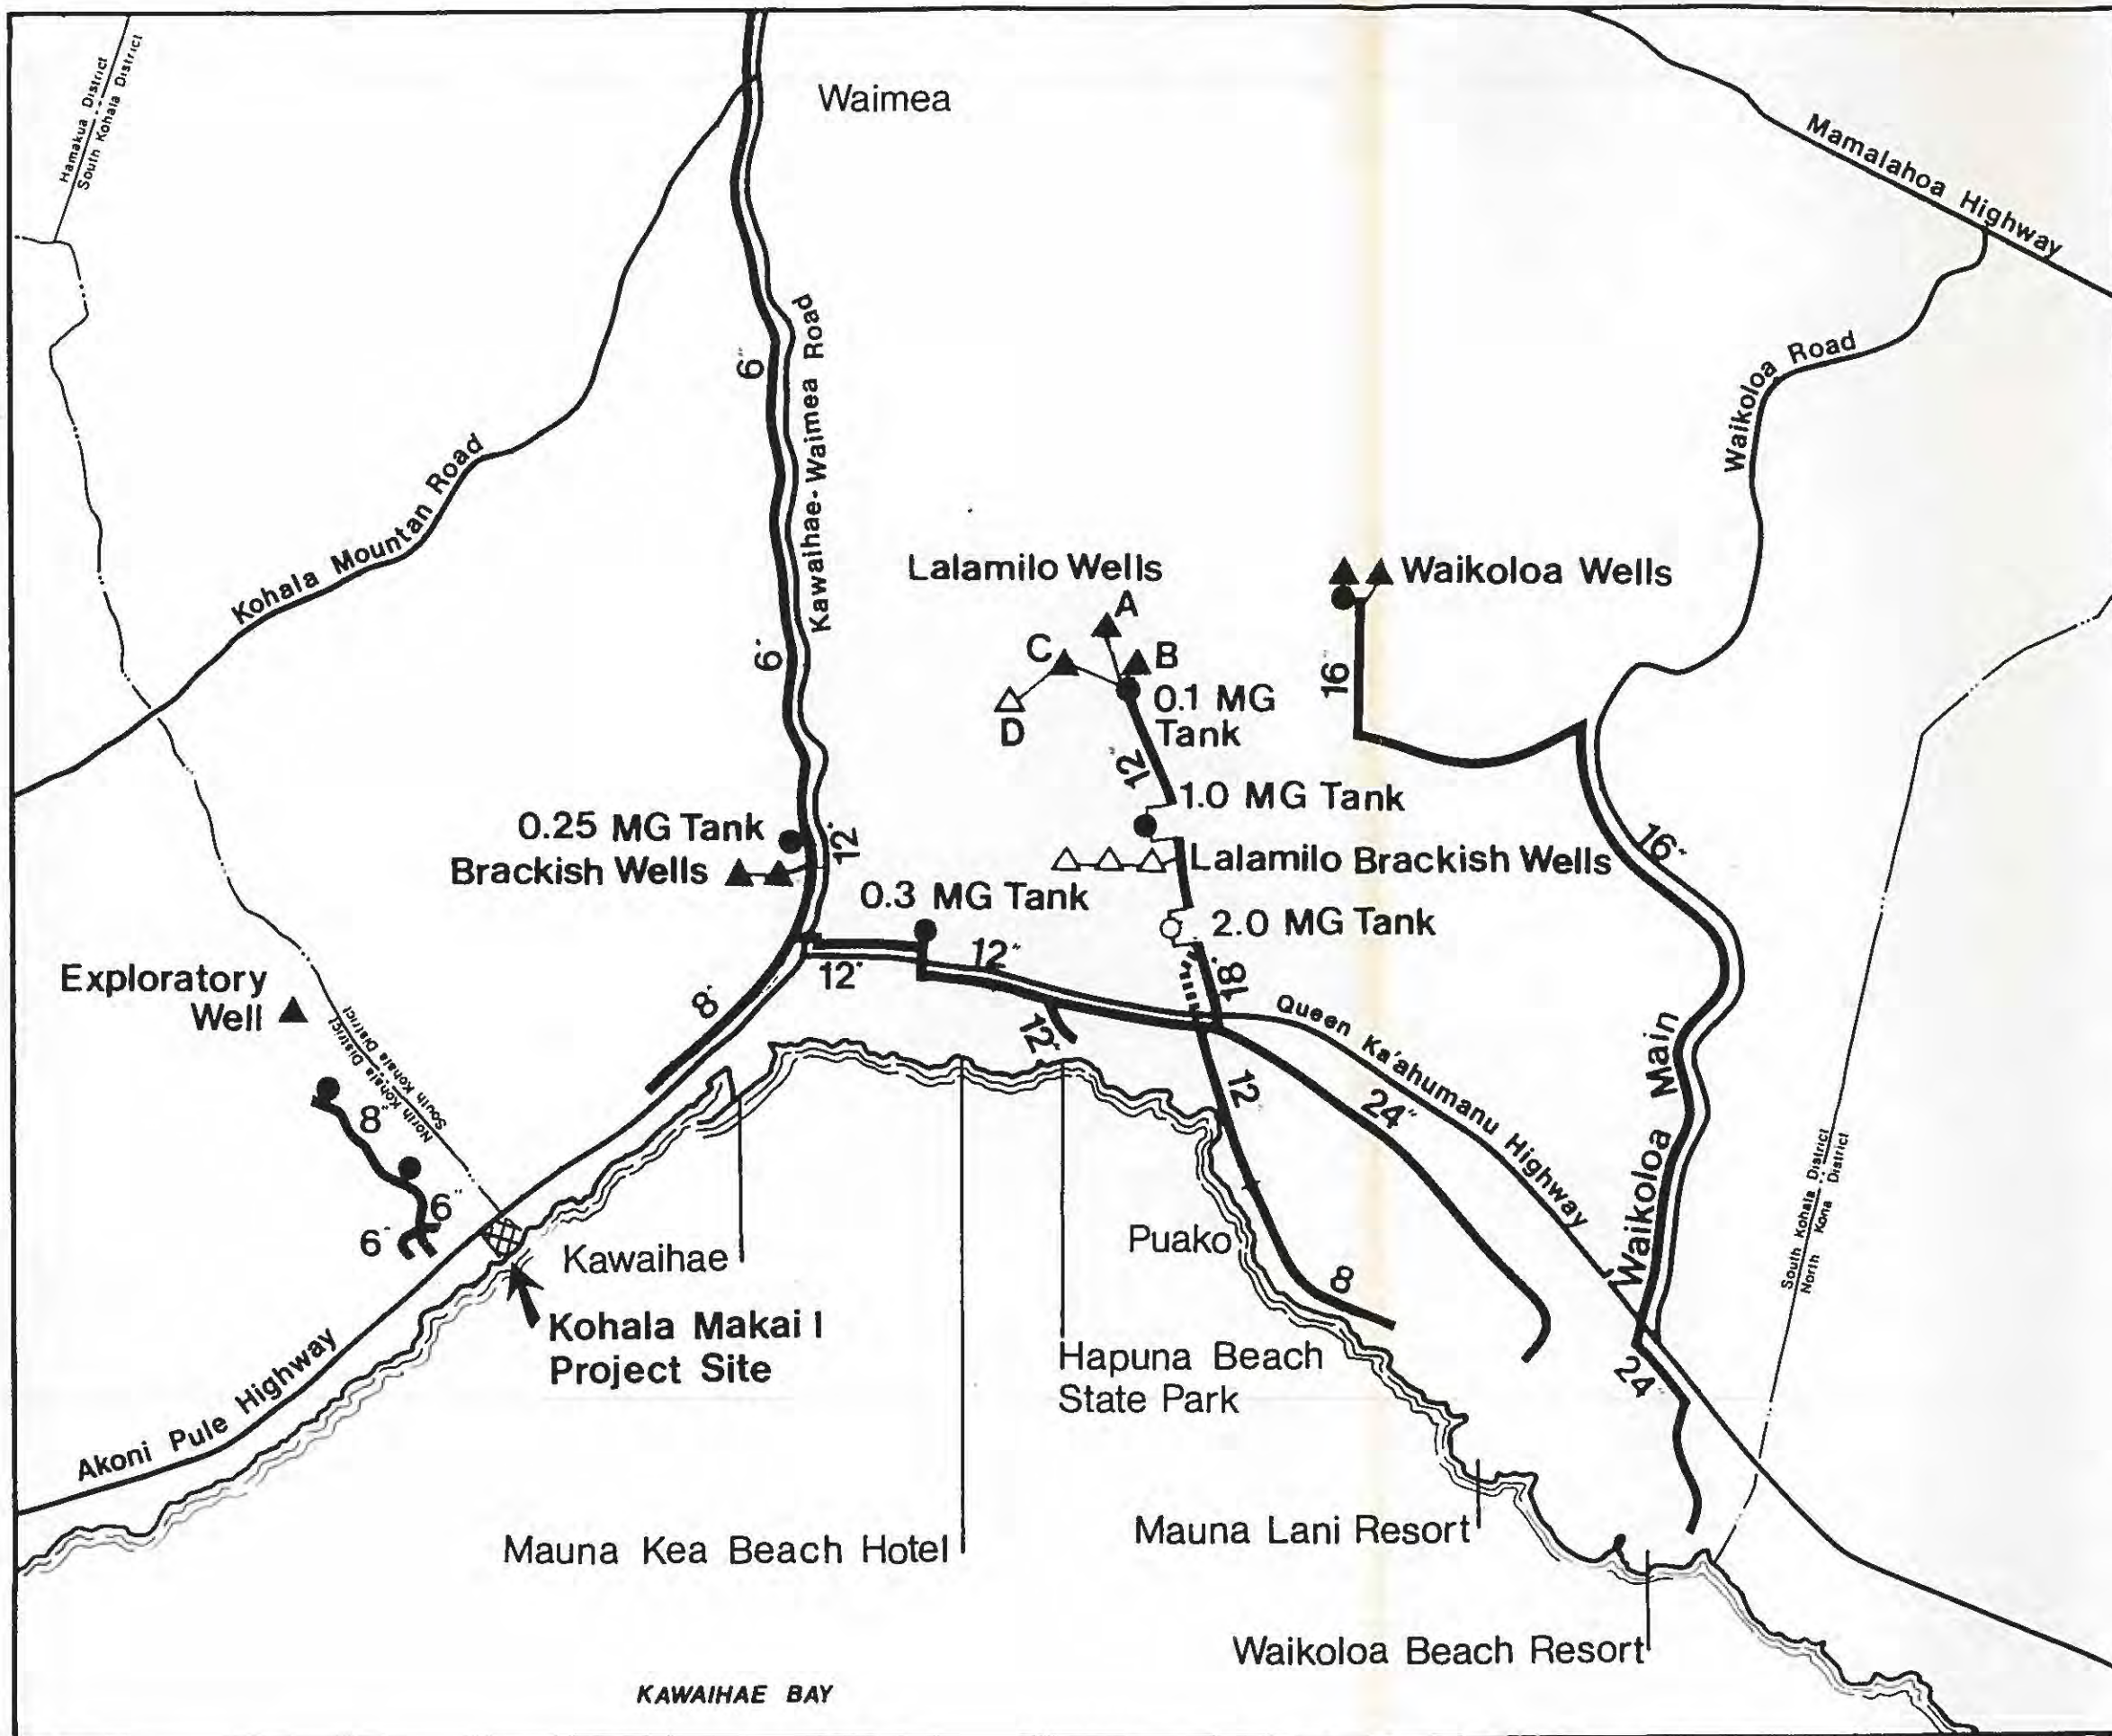 Hamakua District
South Kohala District
Waimea
Mamalahoa Highway
Kawaihae-Waimea Road
6"
Waikoloa Road
Kohala Mountan Road
Lalamilo Wells
Waikoloa Wells
A
C
B
6"
16"
0.1 MG
Tank
D
12"
1.0 MG Tank
0.25 MG Tank
12"
16"
Brackish Wells
Lalamilo Brackish Wells
0.3 MG Tank
2.0 MG Tank
12"
12"
18"
Exploratory
Well
8"
North Kohala District
South Kohala District
Queen Ka'ahumanu Highway
12"
12
24"
Waikoloa Main
8"
6"
6"
South Kohala District
North Kona District
Kawaihae
Puako
8
Kohala Makai I
Project Site
Hapuna Beach
State Park
24"
Akoni Pule Highway
Mauna Kea Beach Hotel
Mauna Lani Resort
Waikoloa Beach Resort
KAWAIHAE BAY